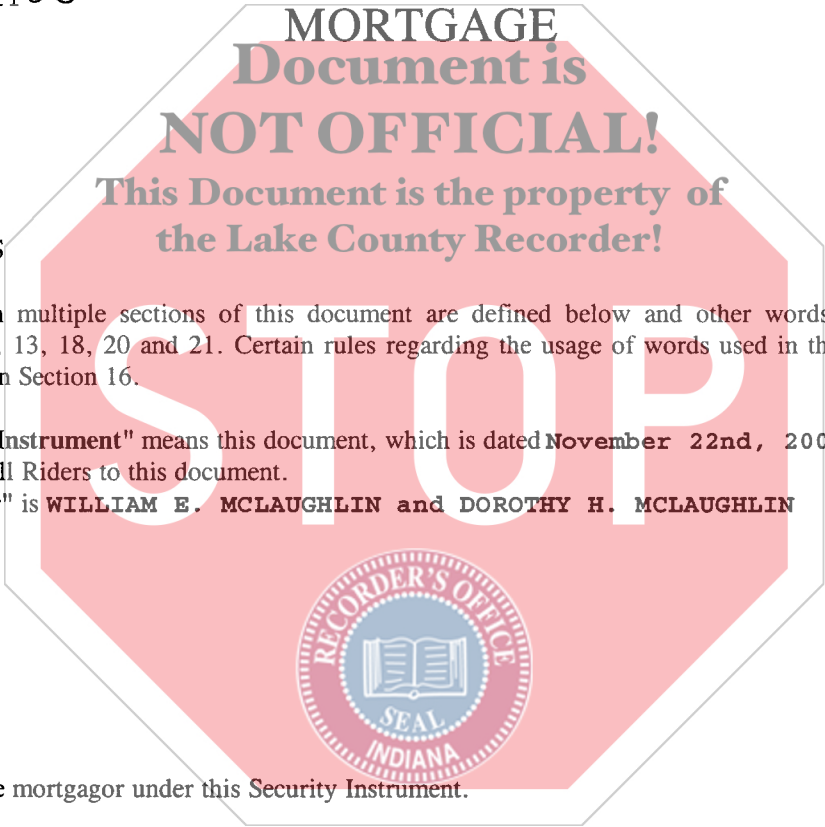 MORTGAGE
Document is
NOT OFFICIAL!
This Document is the property of
the Lake County Recorder!
S
multiple sections of this document are defined below and other words
13, 18, 20 and 21. Certain rules regarding the usage of words used in th
n Section 16.
STOP
Instrument" means this document, which is dated November 22nd, 200
ll Riders to this document.
" is WILLIAM E. MCLAUGHLIN and DOROTHY H. MCLAUGHLIN
RECORDER'S OFFICE
SEAL
INDIANA
e mortgagor under this Security Instrument.